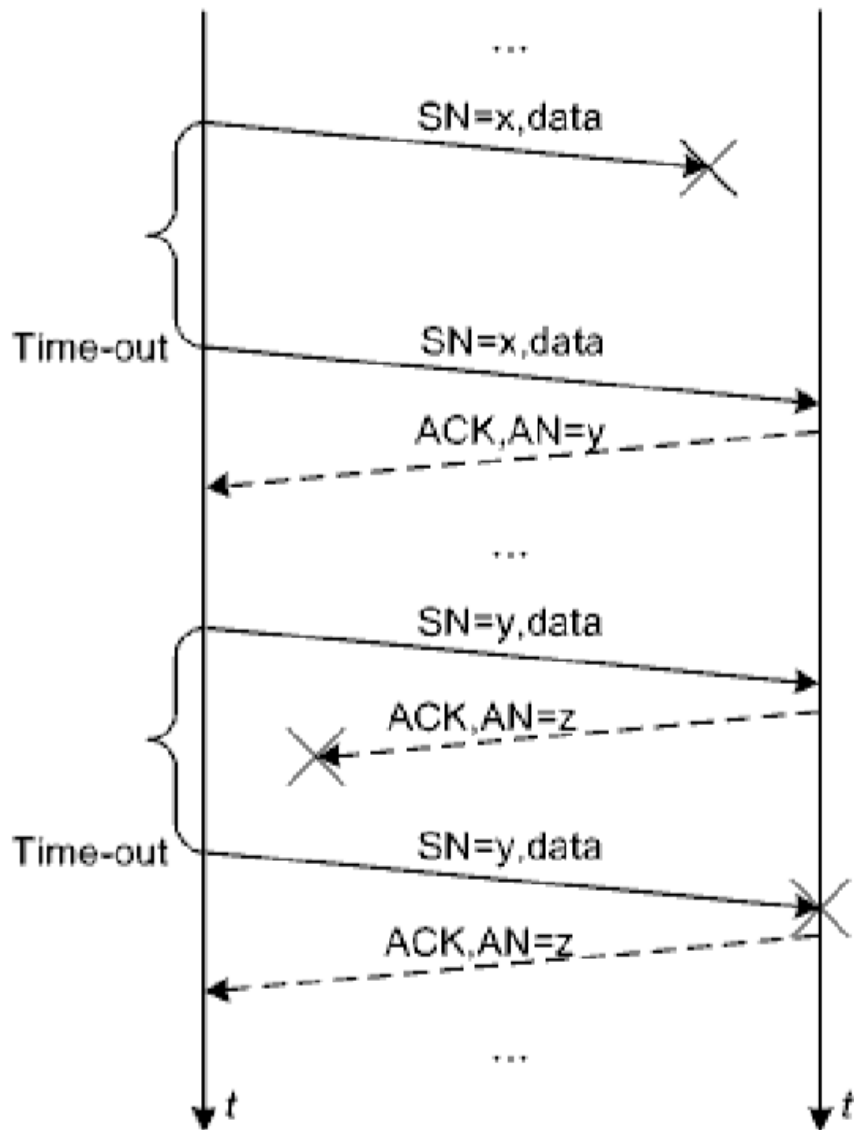 ...
SN=x,data
Time-out
SN=x,data
ACK,AN=y
...
SN=y,data
ACK,AN=z
Time-out
SN=y,data
ACK,AN=z
...
t
t